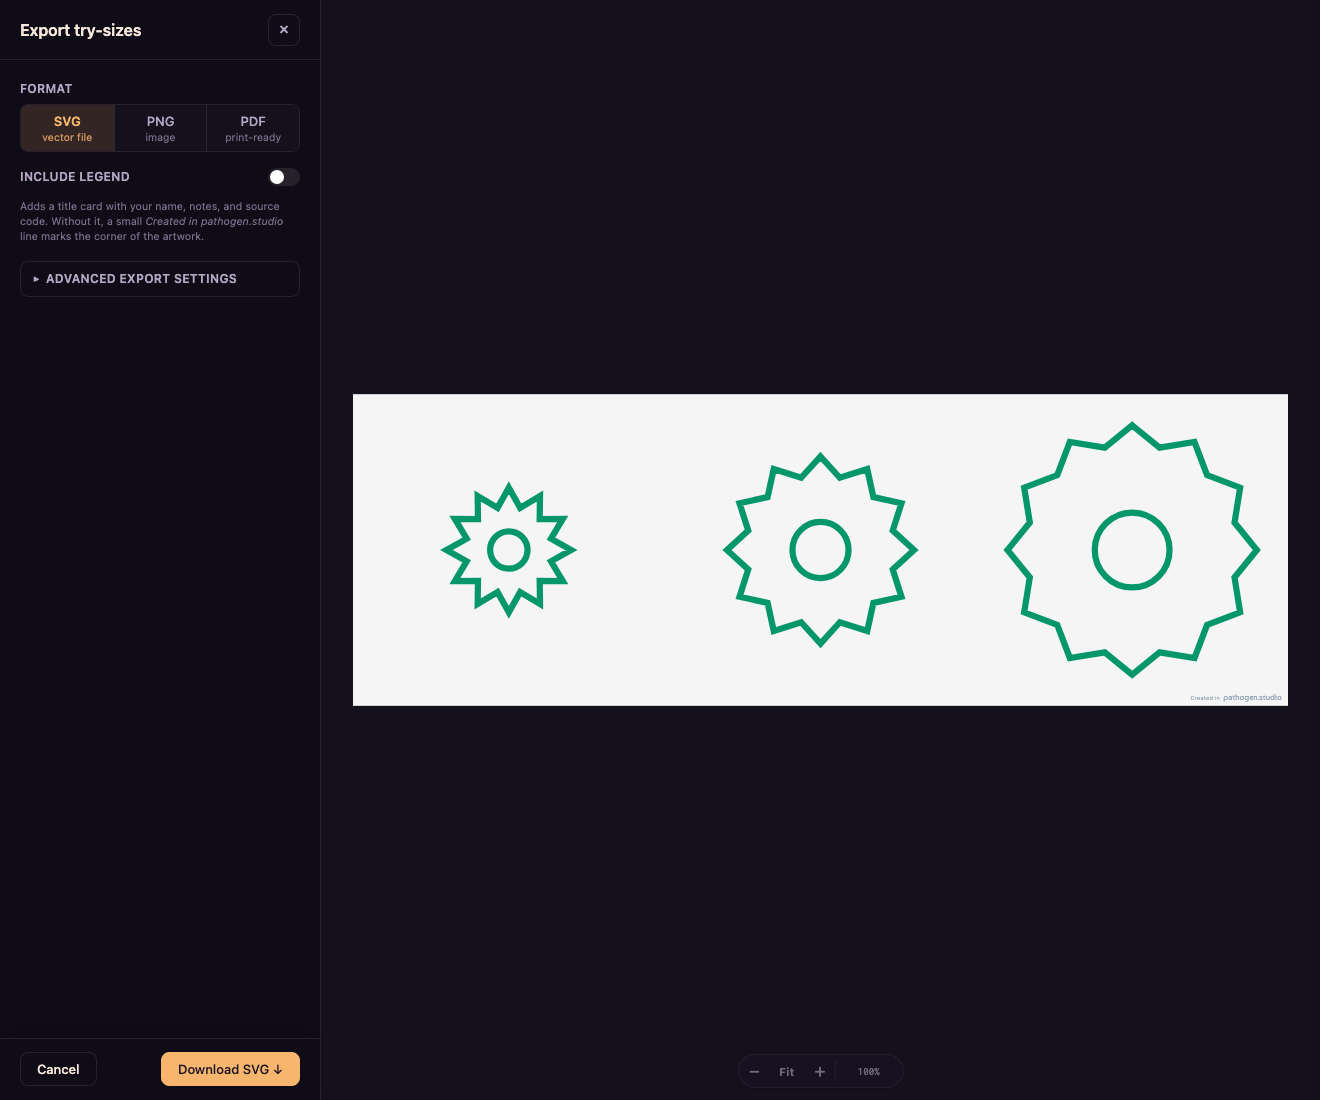 Export try-sizes
×
FORMAT
SVG
vector file
PNG
image
PDF
print-ready
INCLUDE LEGEND
Adds a title card with your name, notes, and source
code. Without it, a small Created in pathogen.studio
line marks the corner of the artwork.
▸ ADVANCED EXPORT SETTINGS
Created in pathogen.studio
Cancel
Download SVG ↓
− Fit + 100%